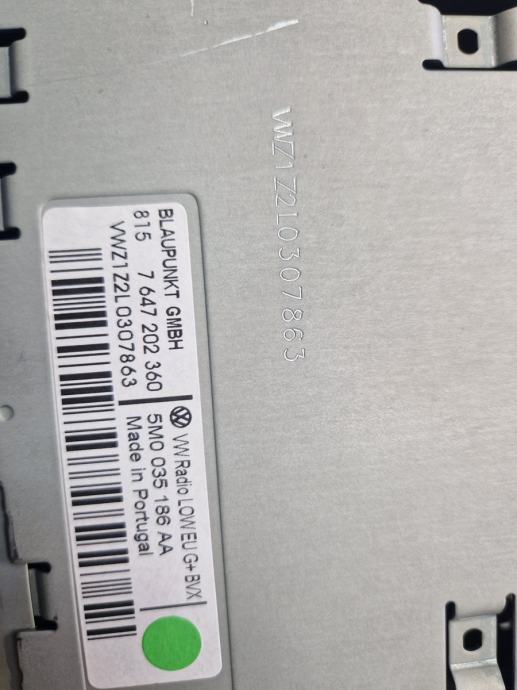 VWZ1Z2L0307863
BLAUPUNKT GMBH
815 7 647 202 360
VWZ1Z2L0307863
VW Radio LOW EU G+ BVX
5M0 035 186 AA
Made in Portugal